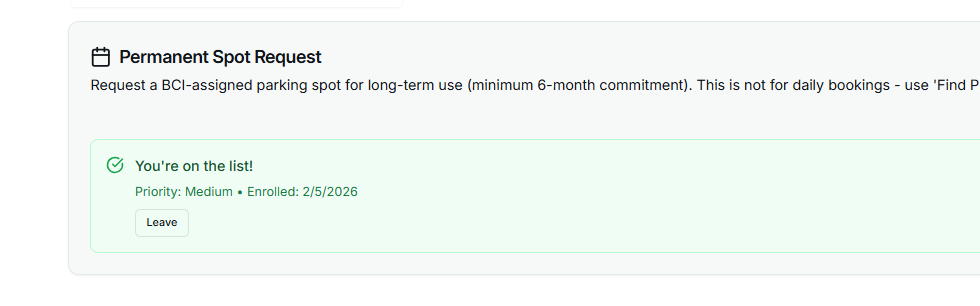 Permanent Spot Request
Request a BCI-assigned parking spot for long-term use (minimum 6-month commitment). This is not for daily bookings - use 'Find P
You're on the list!
Priority: Medium • Enrolled: 2/5/2026
Leave